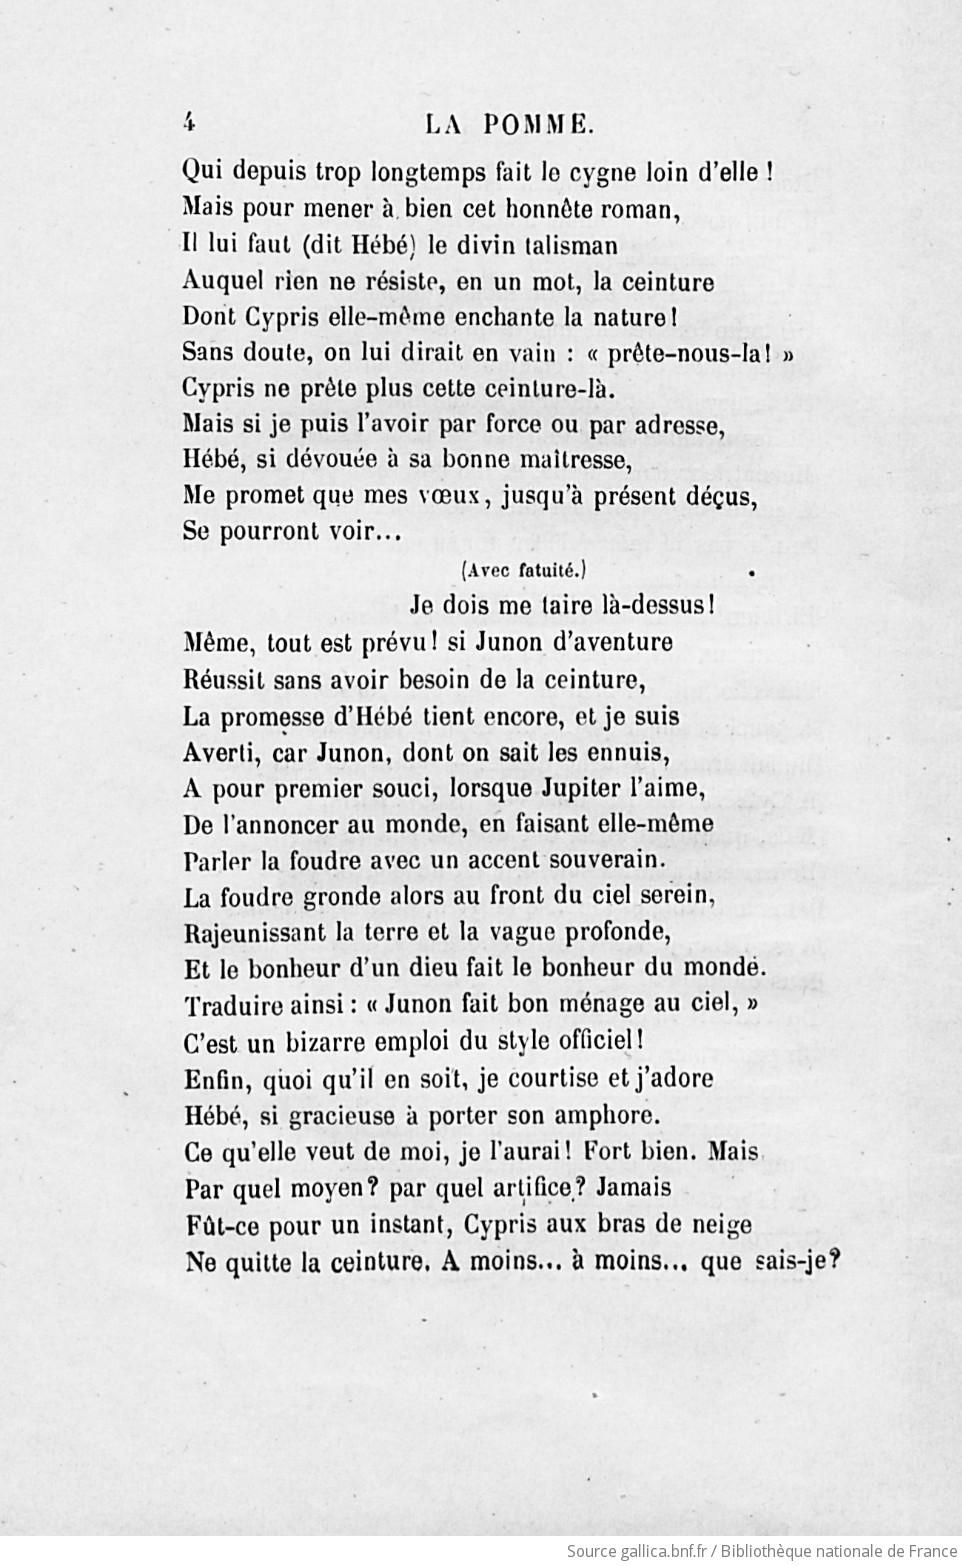 4 LA POMME.
Qui depuis trop longtemps fait le cygne loin d'elle !
Mais pour mener à bien cet honnête roman,
Il lui faut (dit Hébé) le divin talisman
Auquel rien ne résiste, en un mot, la ceinture
Dont Cypris elle-même enchante la nature !
Sans doute, on lui dirait en vain : « prête-nous-la! »
Cypris ne prête plus cette ceinture-là.
Mais si je puis l'avoir par force ou par adresse,
Hébé, si dévouée à sa bonne maîtresse,
Me promet que mes vœux, jusqu'à présent déçus,
Se pourront voir...
(Avec fatuité.)
Je dois me taire là-dessus!
Même, tout est prévu! si Junon d'aventure
Réussit sans avoir besoin de la ceinture,
La promesse d'Hébé tient encore, et je suis
Averti, car Junon, dont on sait les ennuis,
A pour premier souci, lorsque Jupiter l'aime,
De l'annoncer au monde, en faisant elle-même
Parler la foudre avec un accent souverain.
La foudre gronde alors au front du ciel serein,
Rajeunissant la terre et la vague profonde,
Et le bonheur d'un dieu fait le bonheur du monde.
Traduire ainsi : « Junon fait bon ménage au ciel, »
C'est un bizarre emploi du style officiel!
Enfin, quoi qu'il en soit, je courtise et j'adore
Hébé, si gracieuse à porter son amphore.
Ce qu'elle veut de moi, je l'aurai! Fort bien. Mais
Par quel moyen? par quel artifice? Jamais
Fût-ce pour un instant, Cypris aux bras de neige
Ne quitte la ceinture. A moins... à moins... que sais-je?
Source gallica.bnf.fr / Bibliothèque nationale de France